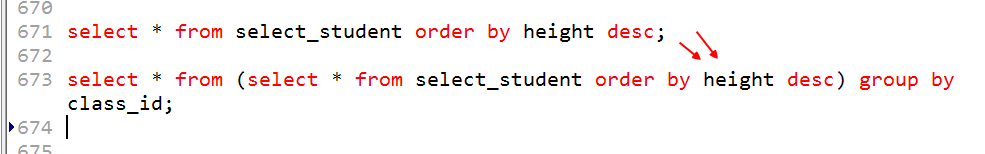 670
671 select * from select_student order by height desc;
672
673 select * from (select * from select_student order by height desc) group by
class_id;
674
675